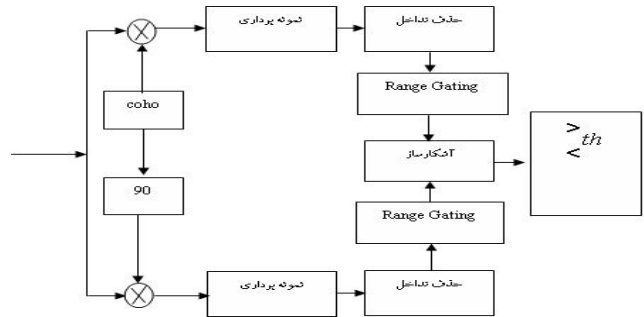 نمونه برداری
حذف تداخل
coho
Range Gating
آشکارساز
>
< th
90
Range Gating
نمونه برداری
حذف تداخل